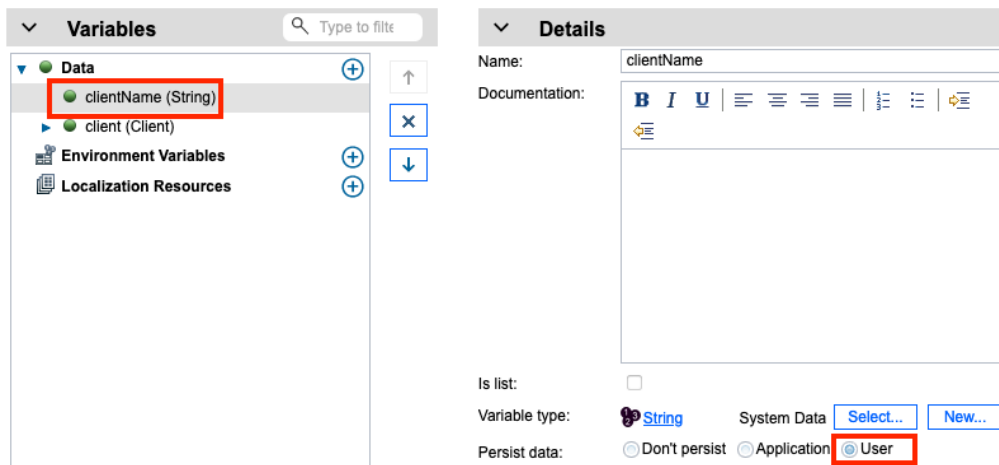 Variables
Type to filte
Data
clientName (String)
client (Client)
Environment Variables
Localization Resources
Details
Name:
clientName
Documentation:
B I U
Is list:
Variable type:
String
System Data
Select...
New...
Persist data:
Don't persist
Application
User